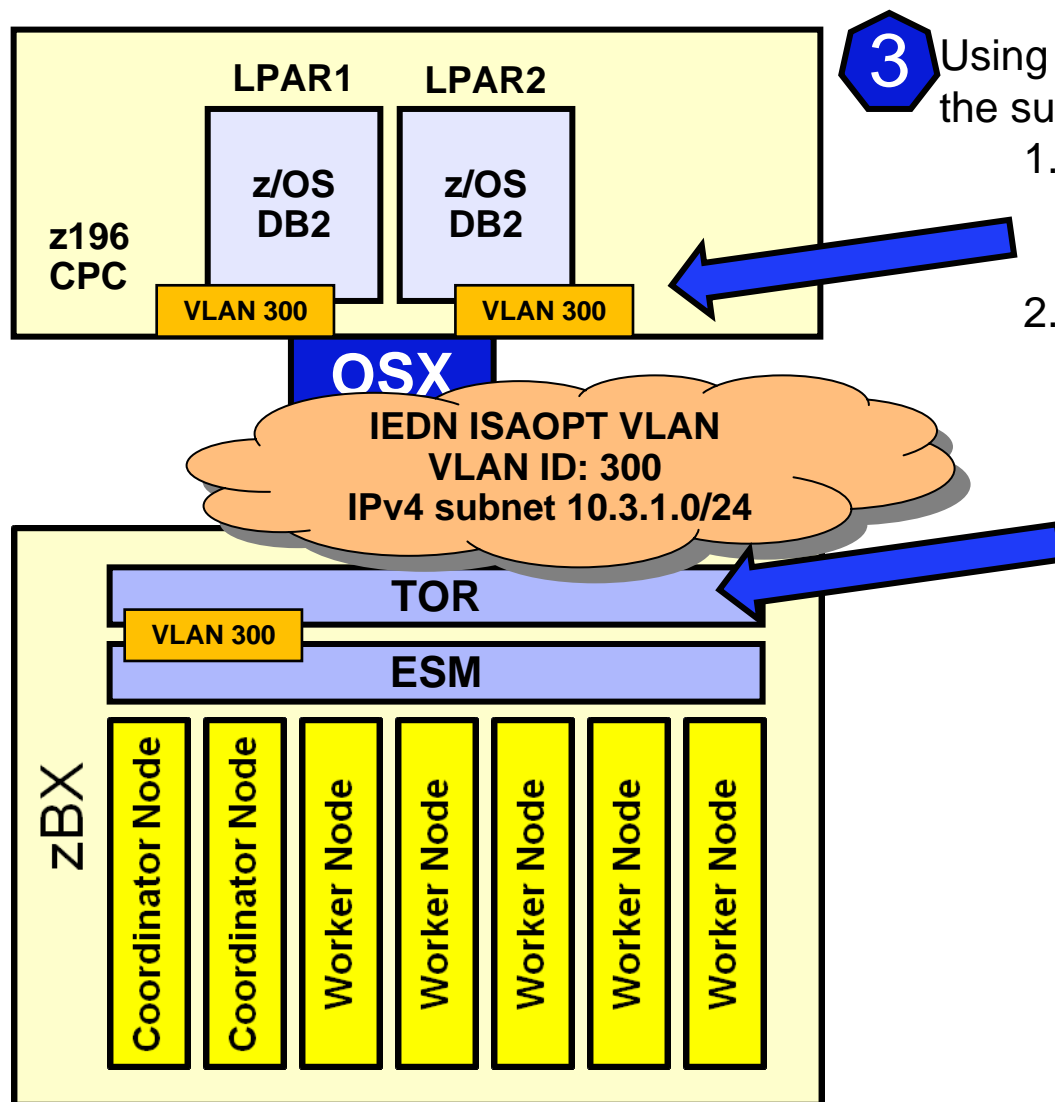 3
Using
the su
1.
2.
LPAR1
LPAR2
z/OS
DB2
z/OS
DB2
z196
CPC
VLAN 300
VLAN 300
OSX
IEDN ISAOPT VLAN
VLAN ID: 300
IPv4 subnet 10.3.1.0/24
TOR
VLAN 300
ESM
zBX
Coordinator Node
Coordinator Node
Worker Node
Worker Node
Worker Node
Worker Node
Worker Node